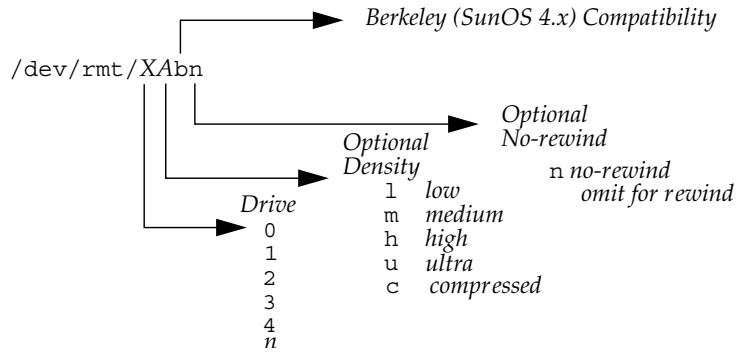 Berkeley (SunOS 4.x) Compatibility
/dev/rmt/XAbn
Optional
No-rewind
n no-rewind
omit for rewind
Optional
Density
l low
m medium
h high
u ultra
c compressed
Drive
0
1
2
3
4
n